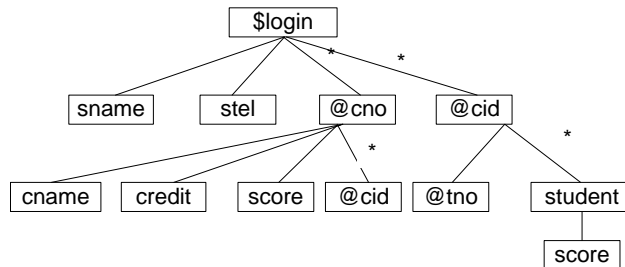 $login
* *
sname stel @cno @cid
* *
cname credit score @cid @tno student
score